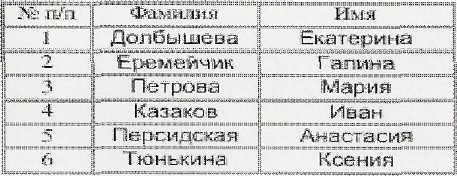 № п/п Фамилия Имя
1 Долбышева Екатерина
2 Еремейчик Галина
3 Петрова Мария
4 Казаков Иван
5 Персидская Анастасия
6 Тюнькина Ксения